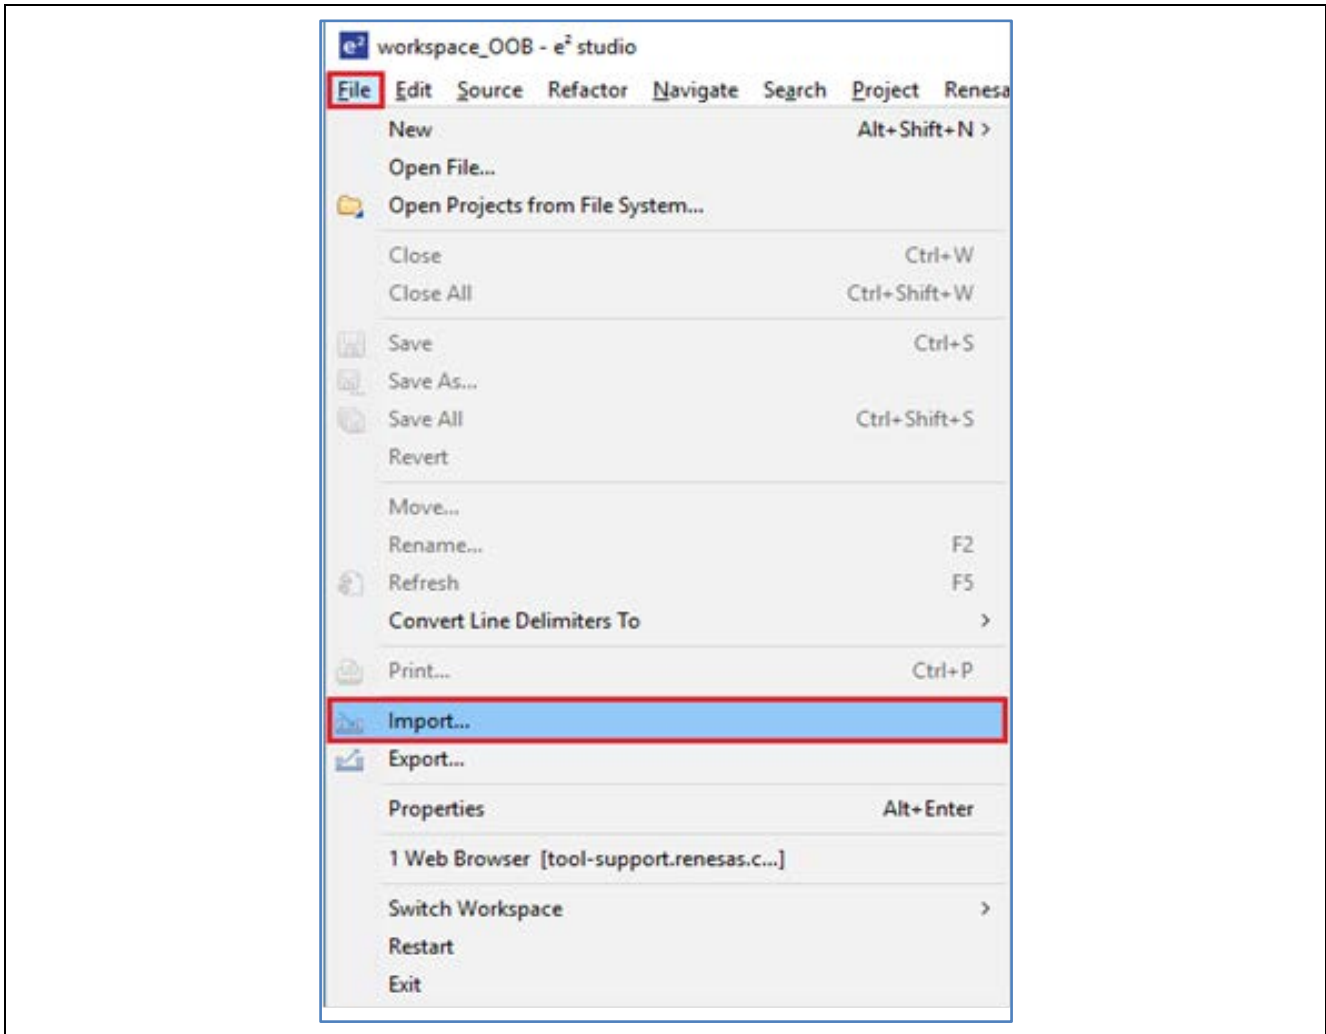 e² workspace_OOB - e² studio
File Edit Source Refactor Navigate Search Project Renesa
New Alt+Shift+N >
Open File...
Open Projects from File System...
Close Ctrl+W
Close All Ctrl+Shift+W
Save Ctrl+S
Save As...
Save All Ctrl+Shift+S
Revert
Move...
Rename... F2
Refresh F5
Convert Line Delimiters To >
Print... Ctrl+P
Import...
Export...
Properties Alt+Enter
1 Web Browser [tool-support.renesas.c...]
Switch Workspace >
Restart
Exit